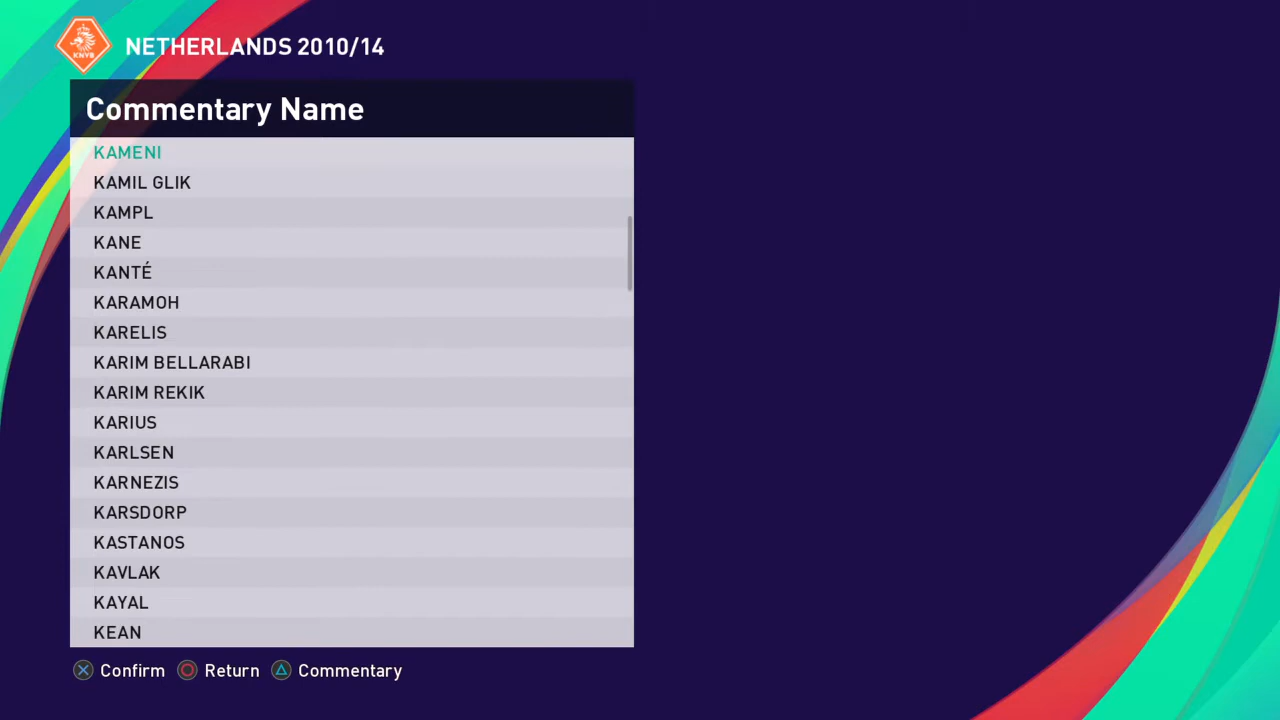 KNVB
NETHERLANDS 2010/14
Commentary Name
KAMENI
KAMIL GLIK
KAMPL
KANE
KANTÉ
KARAMOH
KARELIS
KARIM BELLARABI
KARIM REKIK
KARIUS
KARLSEN
KARNEZIS
KARSDORP
KASTANOS
KAVLAK
KAYAL
KEAN
Confirm Return Commentary